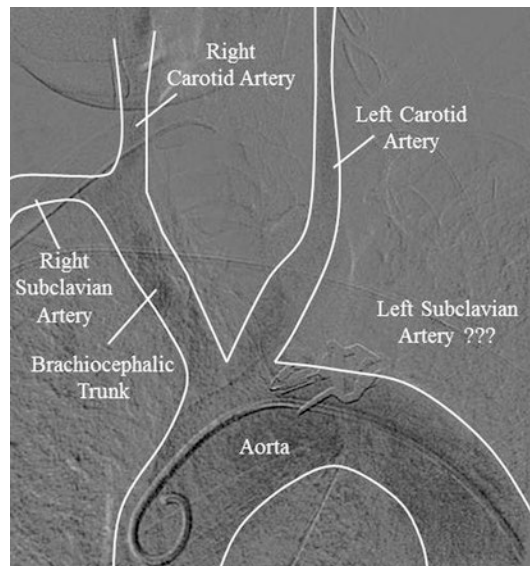 Right
Carotid Artery
Left Carotid
Artery
Right
Subclavian
Artery
Left Subclavian
Artery ???
Brachiocephalic
Trunk
Aorta